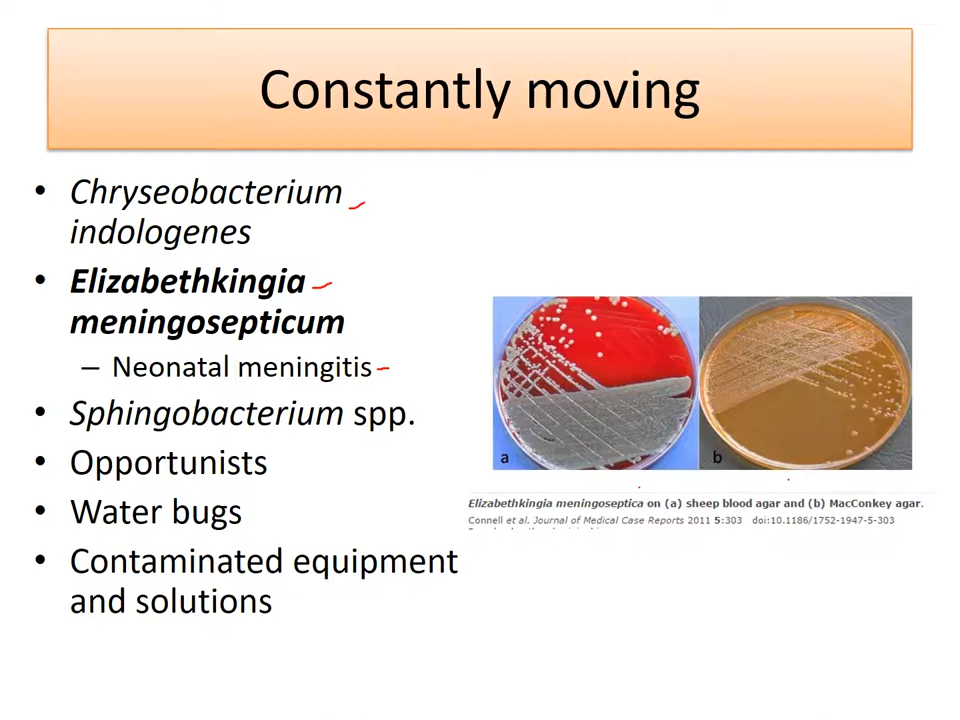 Constantly moving
• Chryseobacterium
indologenes
• Elizabethkingia
meningosepticum
– Neonatal meningitis
• Sphingobacterium spp.
• Opportunists
• Water bugs
• Contaminated equipment
and solutions
a
b
Elizabethkingia meningoseptica on (a) sheep blood agar and (b) MacConkey agar.
Connell et al. Journal of Medical Case Reports 2011 5:303 doi:10.1186/1752-1947-5-303